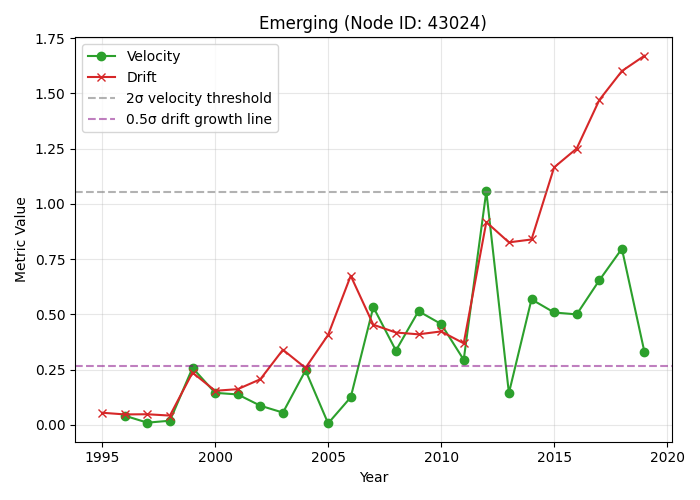 Emerging (Node ID: 43024)
Velocity
Drift
2σ velocity threshold
0.5σ drift growth line
Metric Value
1.75
1.50
1.25
1.00
0.75
0.50
0.25
0.00
1995 2000 2005 2010 2015 2020
Year